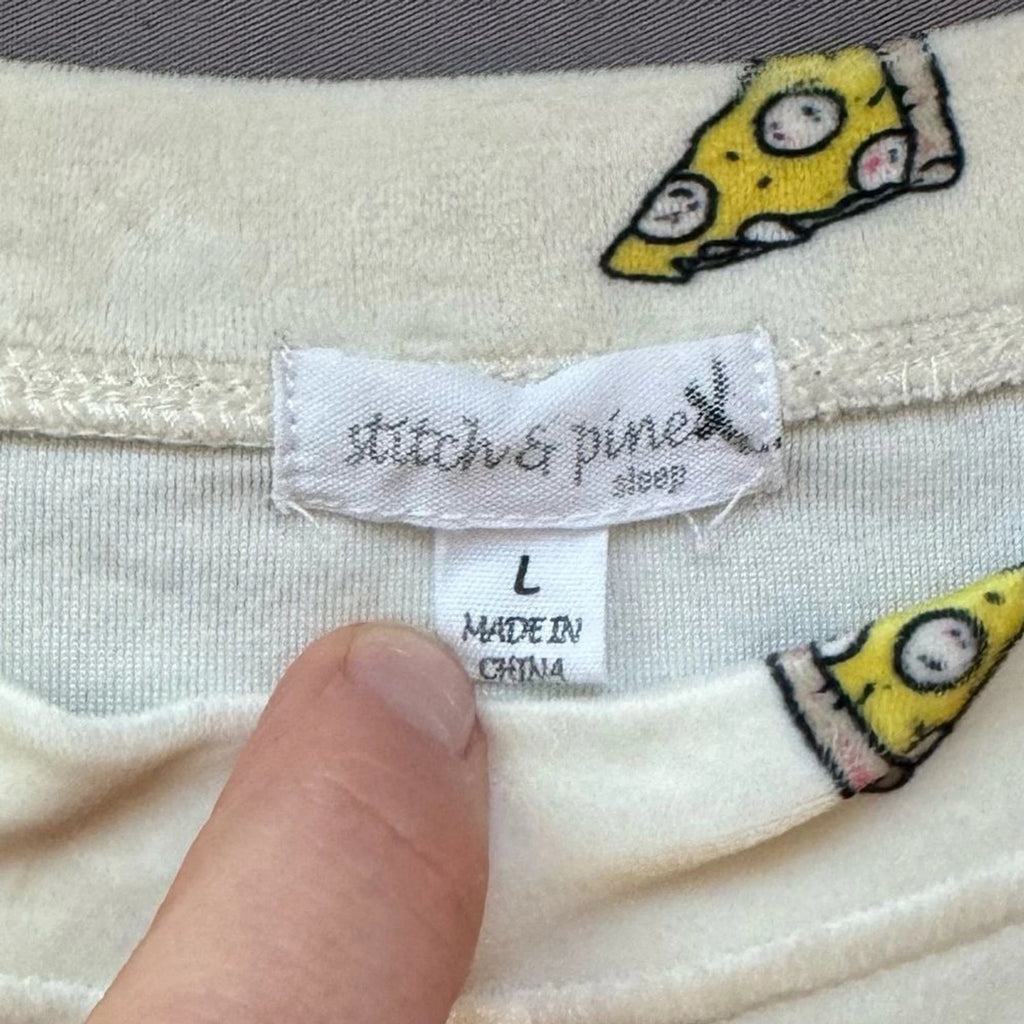 stitch & pine
sleep
L
MADE IN
CHINA